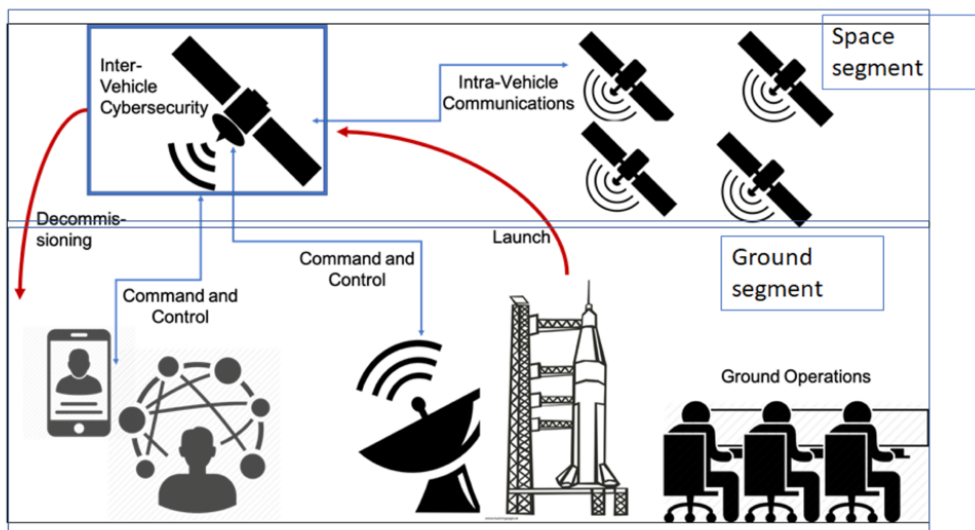 Space
segment
Inter-
Vehicle
Cybersecurity
Intra-Vehicle
Communications
Decommis-
sioning
Launch
Command and
Control
Ground
segment
Command and
Control
Ground Operations